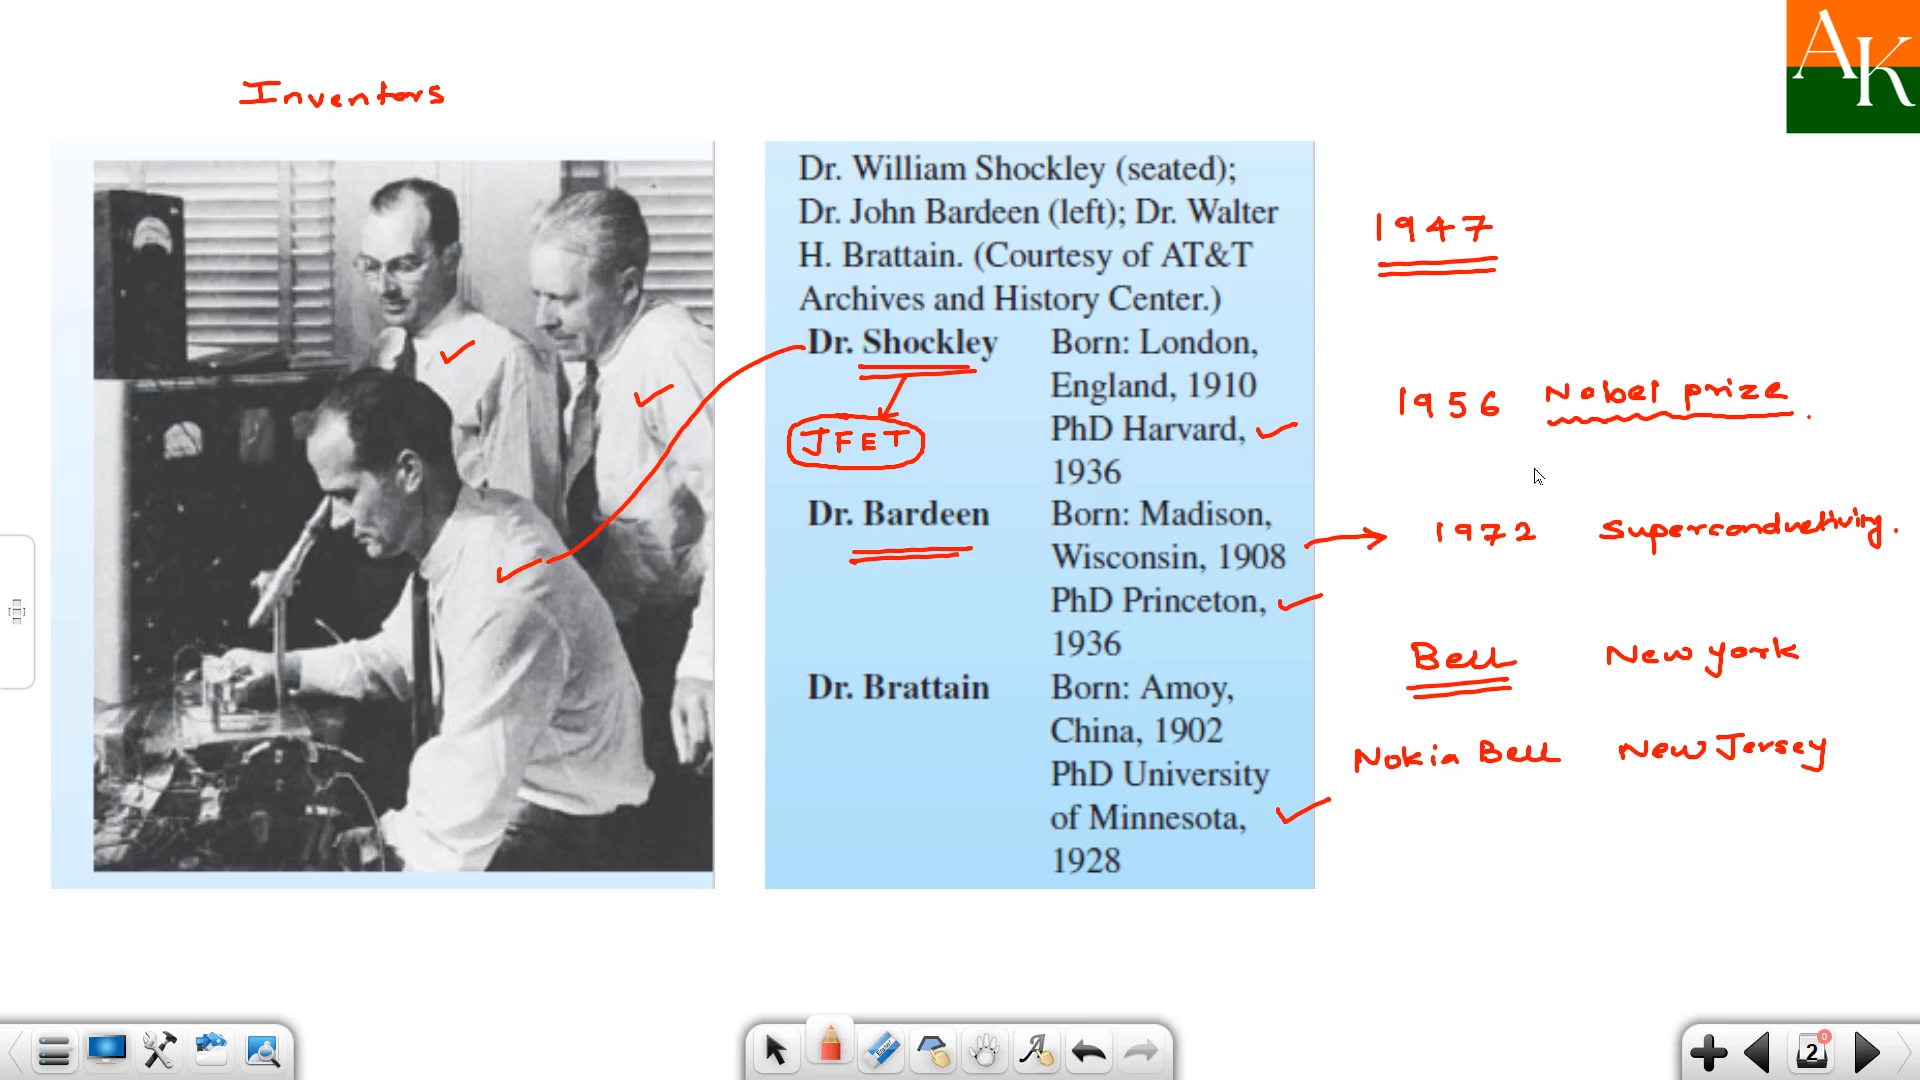 AK
Inventors
Dr. William Shockley (seated);
Dr. John Bardeen (left); Dr. Walter
H. Brattain. (Courtesy of AT&T
Archives and History Center.)
Dr. Shockley Born: London,
England, 1910
PhD Harvard,
1936
JFET
Dr. Bardeen Born: Madison,
Wisconsin, 1908
PhD Princeton,
1936
Dr. Brattain Born: Amoy,
China, 1902
PhD University
of Minnesota,
1928
1947
1956 Nobel prize.
1972 Superconductivity.
Bell New york
Nokia Bell New Jersey
Eraser
A
2
0